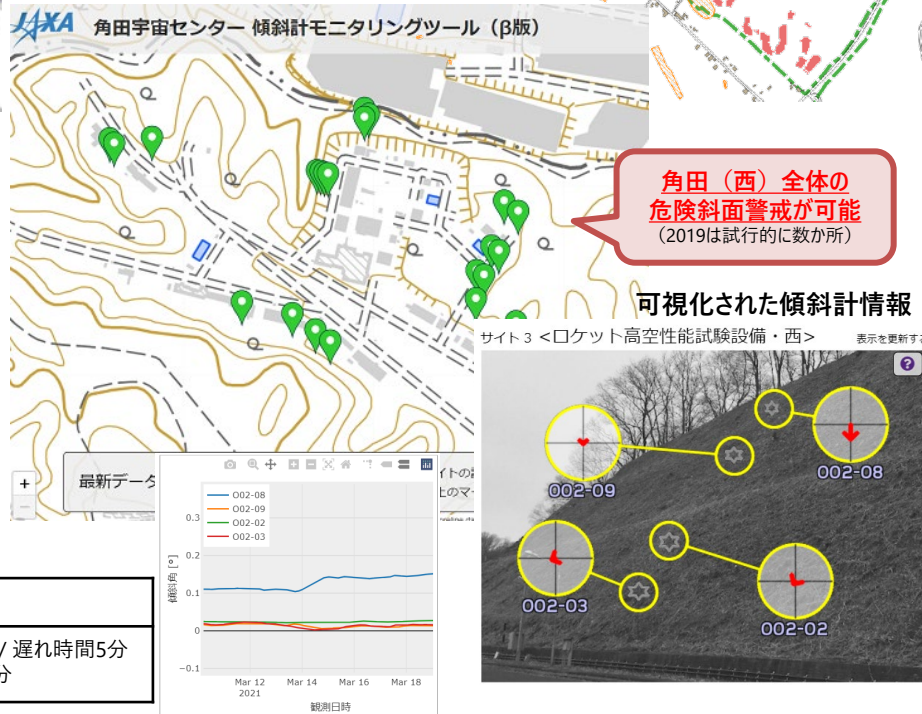 JAXA 角田宇宙センター 傾斜計モニタリングツール（β版）
角田（西）全体の
危険斜面警戒が可能
（2019は試行的に数か所）
可視化された傾斜計情報
サイト 3 <ロケット高空性能試験設備・西>
表示を更新する
?
002-09
002-08
002-03
002-02
+
−
最新データ
イトの
上のマー
O02-08
O02-09
O02-02
O02-03
傾斜角 [°]
0.3
0.2
0.1
0
−0.1
Mar 12
2021
Mar 14
Mar 16
Mar 18
観測日時
/ 遅れ時間5分
分